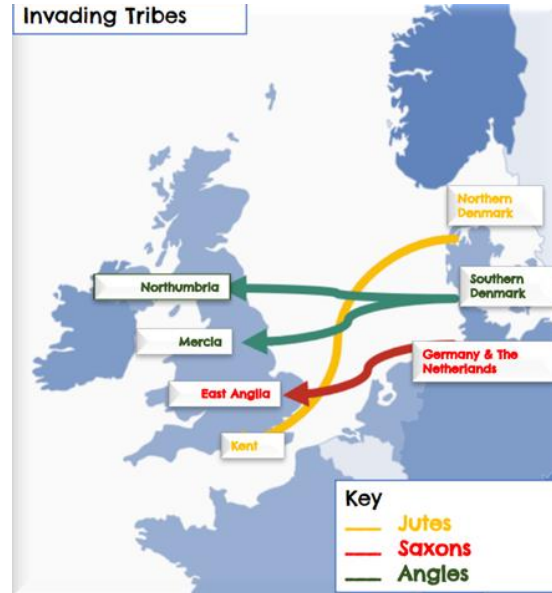 Invading Tribes
Northern
Denmark
Southern
Denmark
Northumbria
Mercia
Germany & The
Netherlands
East Anglia
Kent
Key
Jutes
Saxons
Angles